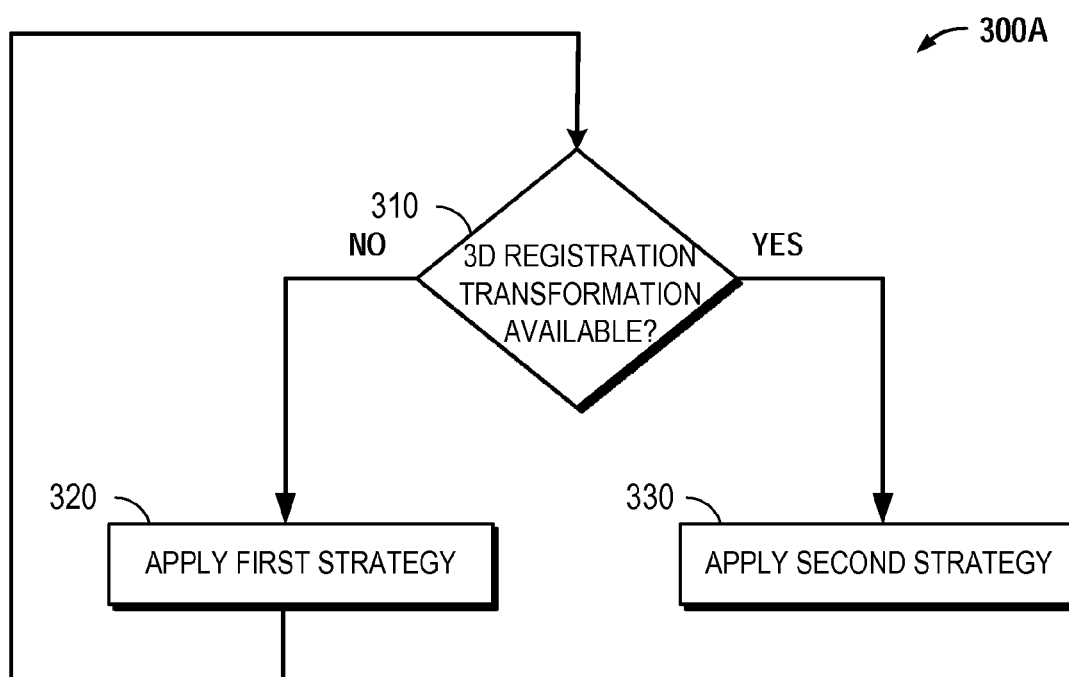 300A
310
NO
YES
3D REGISTRATION
TRANSFORMATION
AVAILABLE?
320
330
APPLY FIRST STRATEGY
APPLY SECOND STRATEGY